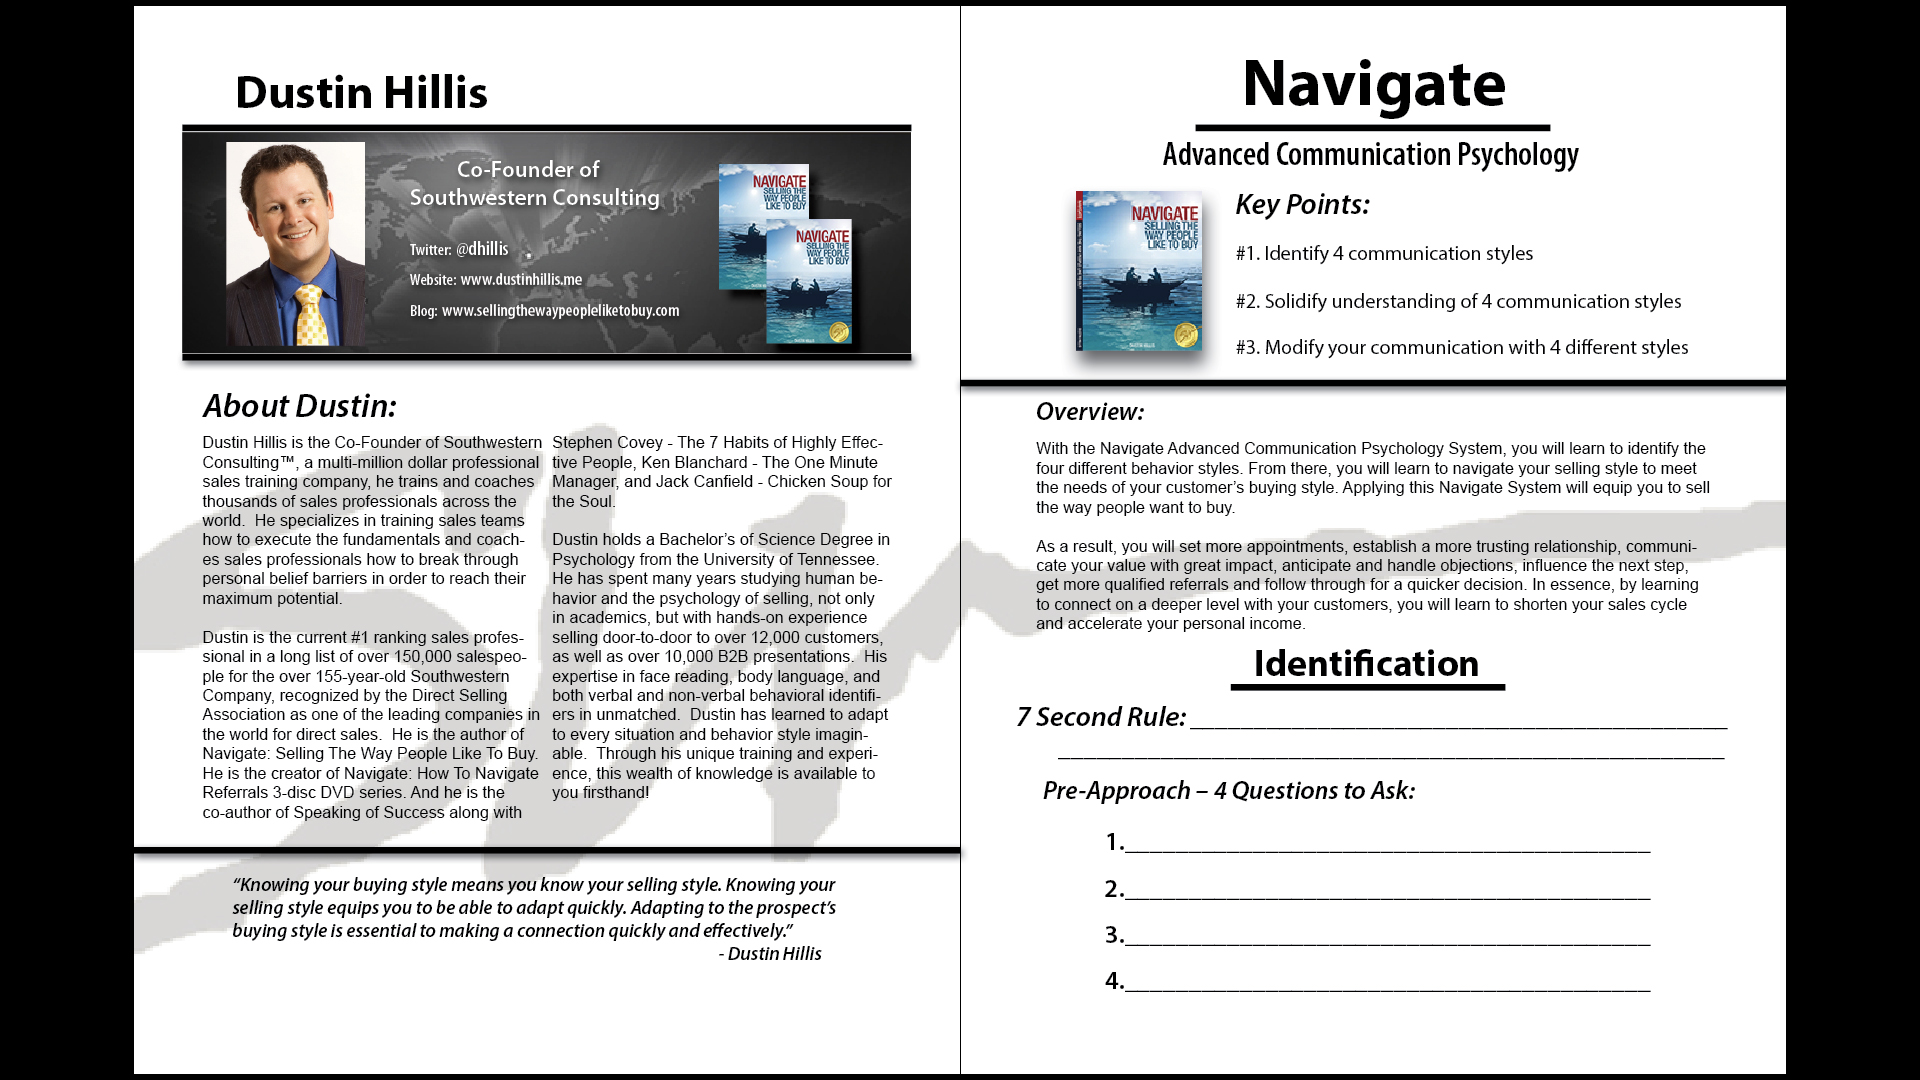 Dustin Hillis
Co-Founder of
Southwestern Consulting
Twitter: @dhillis
Website: www.dustinhillis.me
Blog: www.sellingthewaypeopleliketobuy.com
NAVIGATE
SELLING THE
WAY PEOPLE
LIKE TO BUY
NAVIGATE
SELLING THE
WAY PEOPLE
LIKE TO BUY
About Dustin:
Dustin Hillis is the Co-Founder of Southwestern
Consulting™, a multi-million dollar professional
sales training company, he trains and coaches
thousands of sales professionals across the
world.  He specializes in training sales teams
how to execute the fundamentals and coach-
es sales professionals how to break through
personal belief barriers in order to reach their
maximum potential.
Dustin is the current #1 ranking sales profes-
sional in a long list of over 150,000 salespeo-
ple for the over 155-year-old Southwestern
Company, recognized by the Direct Selling
Association as one of the leading companies in
the world for direct sales.  He is the author of
Navigate: Selling The Way People Like To Buy.
He is the creator of Navigate: How To Navigate
Referrals 3-disc DVD series. And he is the
co-author of Speaking of Success along with
Stephen Covey - The 7 Habits of Highly Effec-
tive People, Ken Blanchard - The One Minute
Manager, and Jack Canfield - Chicken Soup for
the Soul.
Dustin holds a Bachelor's of Science Degree in
Psychology from the University of Tennessee.
He has spent many years studying human be-
havior and the psychology of selling, not only
in academics, but with hands-on experience
selling door-to-door to over 12,000 customers,
as well as over 10,000 B2B presentations.  His
expertise in face reading, body language, and
both verbal and non-verbal behavioral identifi-
ers in unmatched.  Dustin has learned to adapt
to every situation and behavior style imagin-
able.  Through his unique training and experi-
ence, this wealth of knowledge is available to
you firsthand!
“Knowing your buying style means you know your selling style. Knowing your
selling style equips you to be able to adapt quickly. Adapting to the prospect’s
buying style is essential to making a connection quickly and effectively.”
- Dustin Hillis
Navigate
Advanced Communication Psychology
NAVIGATE
SELLING THE
WAY PEOPLE
LIKE TO BUY
Key Points:
#1. Identify 4 communication styles
#2. Solidify understanding of 4 communication styles
#3. Modify your communication with 4 different styles
Overview:
With the Navigate Advanced Communication Psychology System, you will learn to identify the
four different behavior styles. From there, you will learn to navigate your selling style to meet
the needs of your customer’s buying style. Applying this Navigate System will equip you to sell
the way people want to buy.
As a result, you will set more appointments, establish a more trusting relationship, communi-
cate your value with great impact, anticipate and handle objections, influence the next step,
get more qualified referrals and follow through for a quicker decision. In essence, by learning
to connect on a deeper level with your customers, you will learn to shorten your sales cycle
and accelerate your personal income.
Identification
7 Second Rule:
Pre-Approach – 4 Questions to Ask:
1.
2.
3.
4.